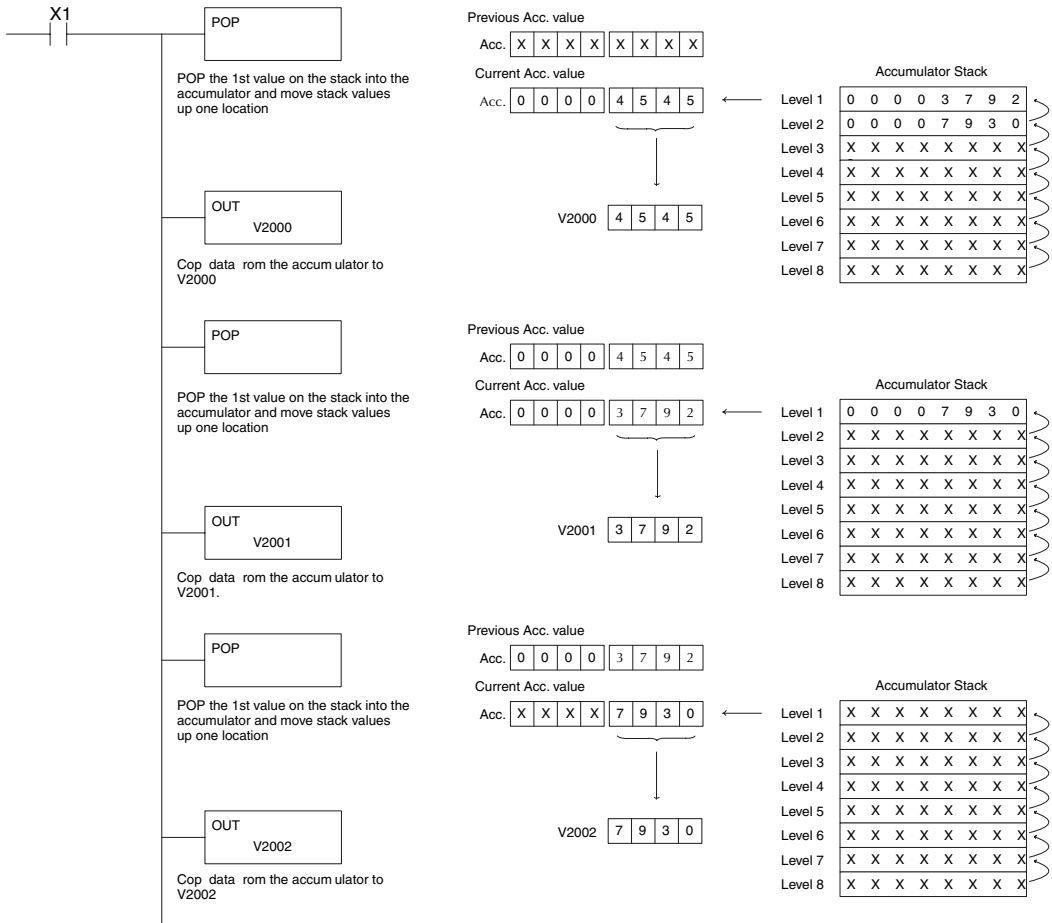 X1
POP
POP the 1st value on the stack into the
accumulator and move stack values
up one location
Previous Acc. value
Acc. X X X X X X X X
Current Acc. value
Acc. 0 0 0 0 4 5 4 5
Accumulator Stack
Level 1 0 0 0 0 3 7 9 2
Level 2 0 0 0 0 7 9 3 0
Level 3 X X X X X X X X
Level 4 X X X X X X X X
Level 5 X X X X X X X X
Level 6 X X X X X X X X
Level 7 X X X X X X X X
Level 8 X X X X X X X X
OUT
V2000
Cop data rom the accum ulator to
V2000
V2000 4 5 4 5
POP
POP the 1st value on the stack into the
accumulator and move stack values
up one location
Previous Acc. value
Acc. 0 0 0 0 4 5 4 5
Current Acc. value
Acc. 0 0 0 0 3 7 9 2
Accumulator Stack
Level 1 0 0 0 0 7 9 3 0
Level 2 X X X X X X X X
Level 3 X X X X X X X X
Level 4 X X X X X X X X
Level 5 X X X X X X X X
Level 6 X X X X X X X X
Level 7 X X X X X X X X
Level 8 X X X X X X X X
OUT
V2001
Cop data rom the accum ulator to
V2001.
V2001 3 7 9 2
POP
POP the 1st value on the stack into the
accumulator and move stack values
up one location
Previous Acc. value
Acc. 0 0 0 0 3 7 9 2
Current Acc. value
Acc. X X X X 7 9 3 0
Accumulator Stack
Level 1 X X X X X X X X
Level 2 X X X X X X X X
Level 3 X X X X X X X X
Level 4 X X X X X X X X
Level 5 X X X X X X X X
Level 6 X X X X X X X X
Level 7 X X X X X X X X
Level 8 X X X X X X X X
OUT
V2002
Cop data rom the accum ulator to
V2002
V2002 7 9 3 0